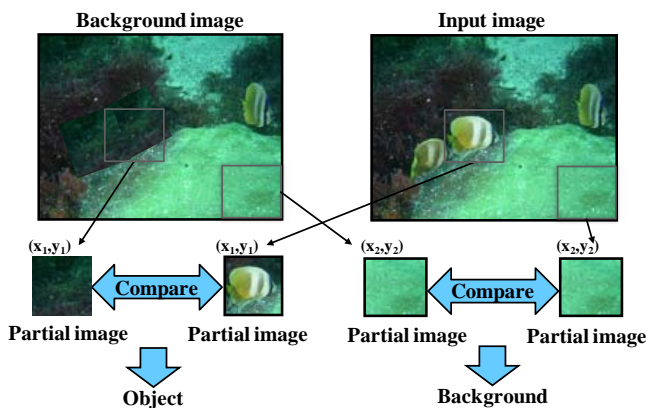 Background image
Input image
(x₁,y₁)
(x₁,y₁)
(x₂,y₂)
(x₂,y₂)
Compare
Compare
Partial image
Partial image
Partial image
Partial image
Object
Background